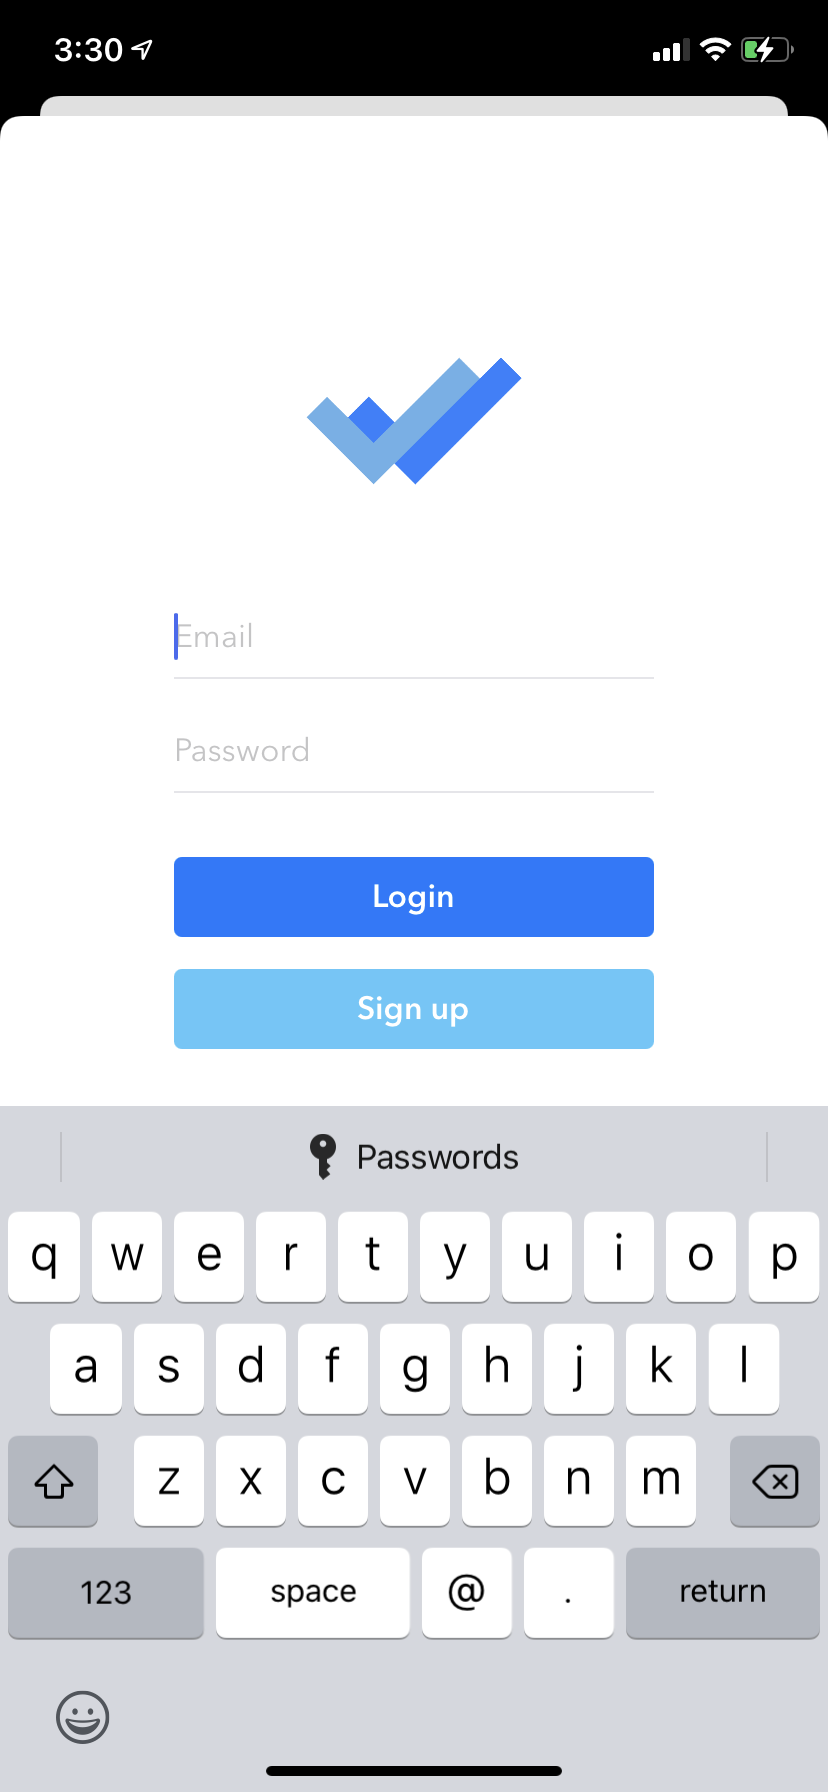 3:30
Email
Password
Login
Sign up
Passwords
q w e r t y u i o p
a s d f g h j k l
z x c v b n m
123 space @ . return